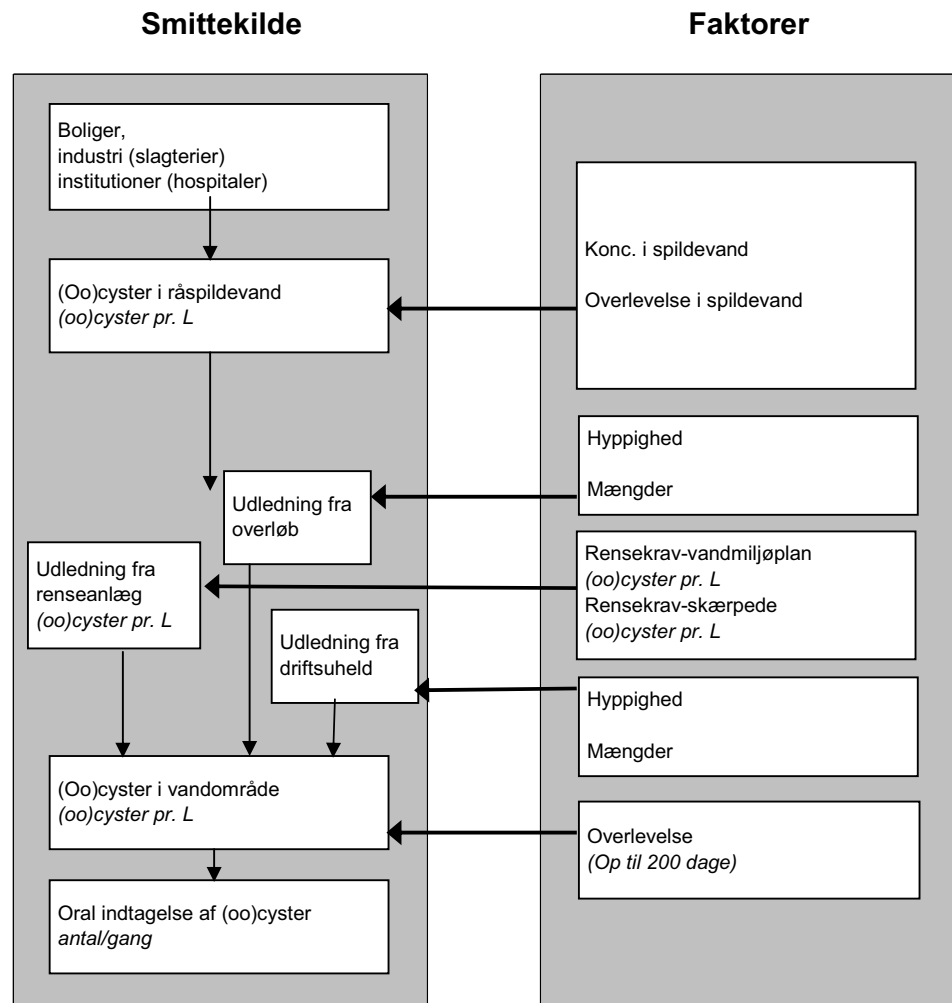 Smittekilde
Boliger,
industri (slagterier)
institutioner (hospitaler)
(Oo)cyster i råspildevand
(oo)cyster pr. L
Udledning fra
overløb
Udledning fra
renseanlæg
(oo)cyster pr. L
Udledning fra
driftsuheld
(Oo)cyster i vandområde
(oo)cyster pr. L
Oral indtagelse af (oo)cyster
antal/gang
Faktorer
Konc. i spildevand
Overlevelse i spildevand
Hyppighed
Mængder
Rensekrav-vandmiljøplan
(oo)cyster pr. L
Rensekrav-skærpede
(oo)cyster pr. L
Hyppighed
Mængder
Overlevelse
(Op til 200 dage)